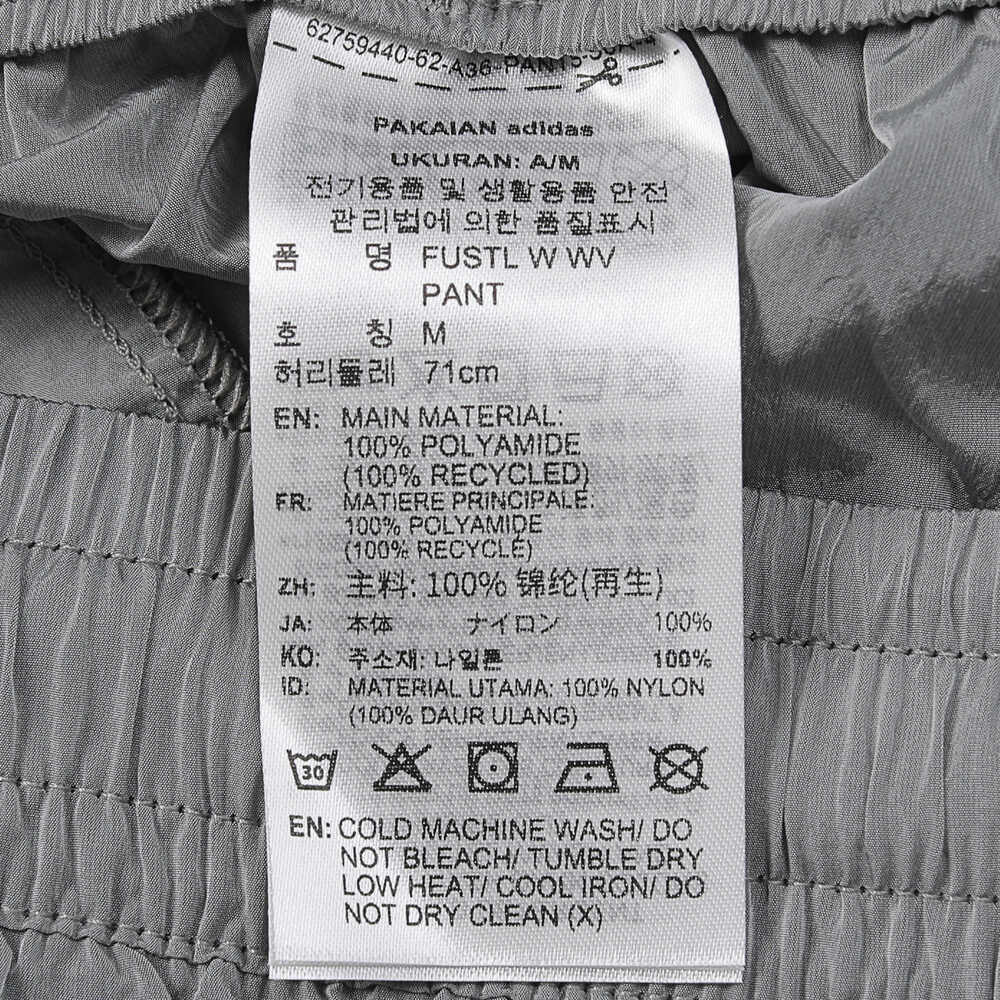 62759440-62-A36-PAN15
PAKAIAN adidas
UKURAN: A/M
전기용품 및 생활용품 안전
관리법에 의한 품질표시
품 명 FUSTL W WV
PANT
호 칭 M
허리둘레 71cm
EN: MAIN MATERIAL:
100% POLYAMIDE
(100% RECYCLED)
FR: MATIERE PRINCIPALE:
100% POLYAMIDE
(100% RECYCLÉ)
ZH: 主料: 100% 锦纶(再生)
JA: 本体 ナイロン 100%
KO: 주소재: 나일론 100%
ID: MATERIAL UTAMA: 100% NYLON
(100% DAUR ULANG)
30
EN: COLD MACHINE WASH/ DO
NOT BLEACH/ TUMBLE DRY
LOW HEAT/ COOL IRON/ DO
NOT DRY CLEAN (X)